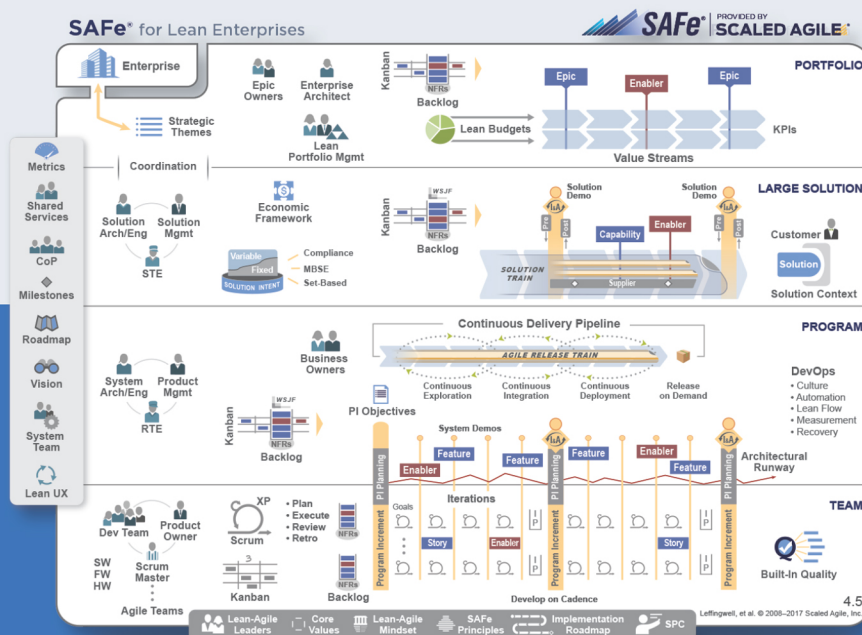 SAFe® for Lean Enterprises
SAFe®
PROVIDED BY
SCALED AGILE
Enterprise
Epic
Owners
Enterprise
Architect
Kanban
NFRs
Backlog
Epic
Enabler
Epic
PORTFOLIO
Strategic
Themes
Lean
Portfolio Mgmt
Lean Budgets
KPIs
Value Streams
Coordination
Metrics
Shared
Services
CoP
Milestones
Roadmap
Vision
System
Team
Lean UX
Solution
Arch/Eng
Solution
Mgmt
STE
Economic
Framework
Variable
Fixed
SOLUTION INTENT
Compliance
MBSE
Set-Based
Kanban
WSJF
NFRs
Backlog
Solution
Demo
Solution
Demo
LARGE SOLUTION
I&A
I&A
Pre
Post
Pre
Post
Capability
Enabler
SOLUTION
TRAIN
Supplier
Customer
Solution
Solution Context
System
Arch/Eng
Product
Mgmt
RTE
Business
Owners
Continuous Delivery Pipeline
PROGRAM
AGILE RELEASE TRAIN
Continuous
Exploration
Continuous
Integration
Continuous
Deployment
Release
on Demand
DevOps
• Culture
• Automation
• Lean Flow
• Measurement
• Recovery
Kanban
WSJF
NFRs
Backlog
PI Objectives
System Demos
I&A
I&A
Enabler
Feature
Feature
Feature
Enabler
Feature
Architectural
Runway
PI Planning
PI Planning
PI Planning
Dev Team
Product
Owner
SW
FW
HW
Scrum
Master
Agile Teams
XP
Scrum
3
Kanban
• Plan
• Execute
• Review
• Retro
NFRs
NFRs
Backlog
Iterations
Goals
Story
Enabler
Story
I
P
I
P
I
P
I
P
Program Increment
Program Increment
Program Increment
Develop on Cadence
TEAM
Built-In Quality
4.5
Leffingwell, et al. © 2008–2017 Scaled Agile, Inc.
Lean-Agile
Leaders
Core
Values
Lean-Agile
Mindset
SAFe
Principles
Implementation
Roadmap
SPC